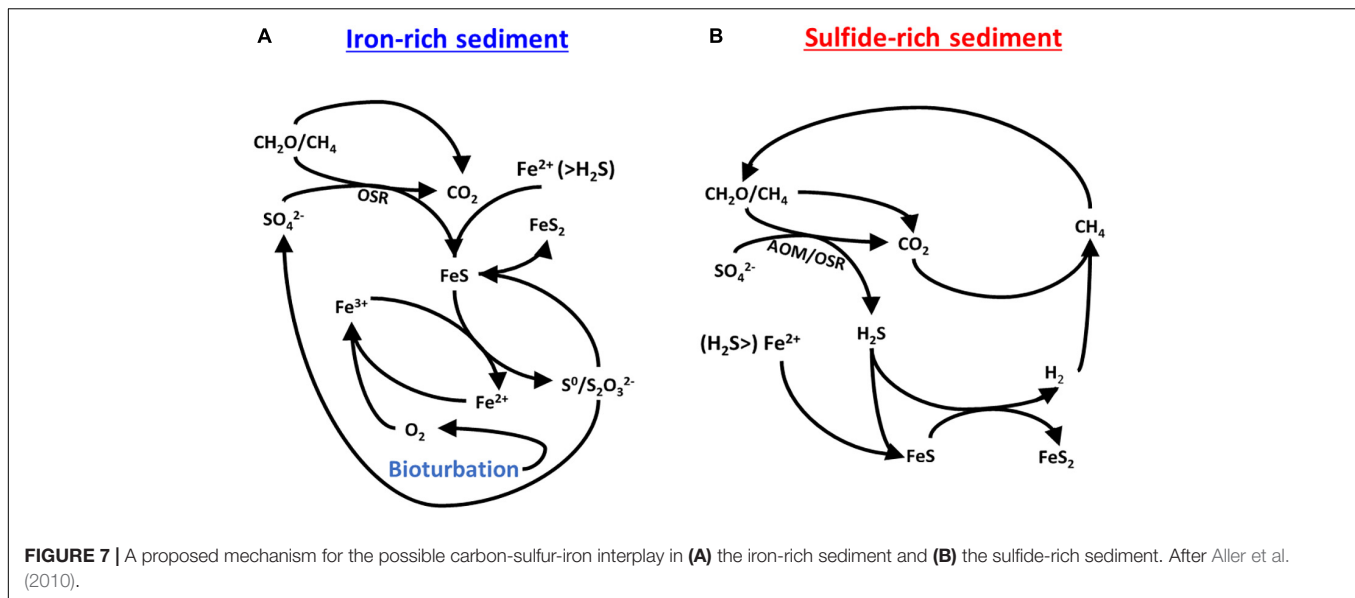 A
Iron-rich sediment
CH₂O/CH₄
CO₂
Fe²⁺ (>H₂S)
OSR
SO₄²⁻
FeS₂
FeS
Fe³⁺
S⁰/S₂O₃²⁻
Fe²⁺
O₂
Bioturbation
B
Sulfide-rich sediment
CH₂O/CH₄
CH₄
CO₂
AOM/OSR
SO₄²⁻
H₂S
(H₂S>) Fe²⁺
H₂
FeS
FeS₂
FIGURE 7 | A proposed mechanism for the possible carbon-sulfur-iron interplay in (A) the iron-rich sediment and (B) the sulfide-rich sediment. After Aller et al.
(2010).